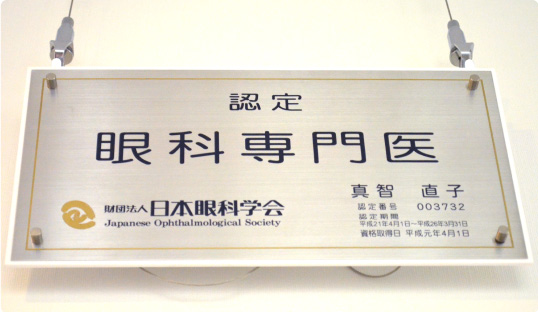 認定
眼科専門医
真智 直子
認定番号 003732
認定期間
平成21年4月1日~平成26年3月31日
資格取得日 平成元年4月1日
財団法人 日本眼科学会
Japanese Ophthalmological Society